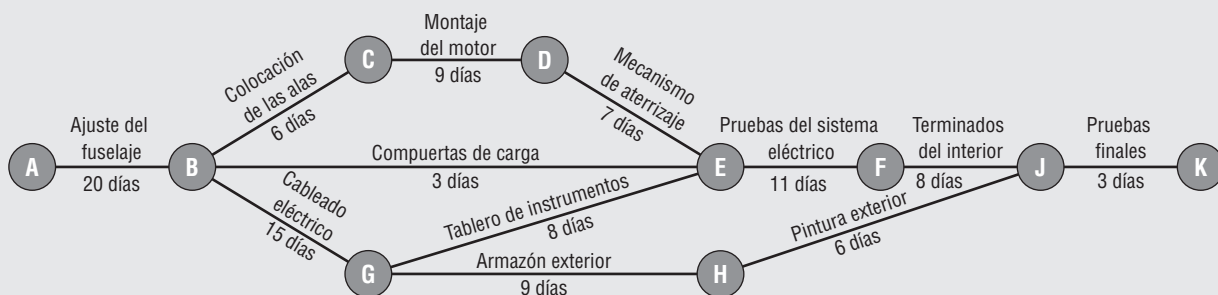 Montaje
del motor
9 días
C
D
Colocación
de las alas
6 días
Mecanismo
de aterrizaje
7 días
Ajuste del
fuselaje
20 días
A
B
Compuertas de carga
3 días
E
Pruebas del sistema
eléctrico
11 días
F
Terminados
del interior
8 días
J
Pruebas
finales
3 días
K
Cableado
eléctrico
15 días
Tablero de instrumentos
8 días
Pintura exterior
6 días
G
Armazón exterior
9 días
H